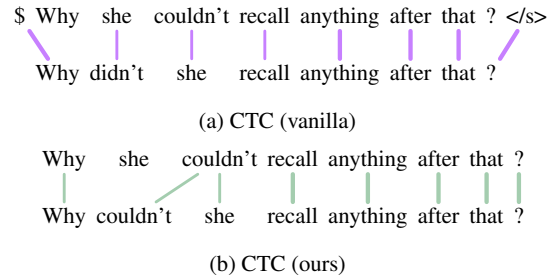 $ Why she couldn't recall anything after that ? </s>
Why didn't she recall anything after that ?
(a) CTC (vanilla)
Why she couldn't recall anything after that ?
Why couldn't she recall anything after that ?
(b) CTC (ours)